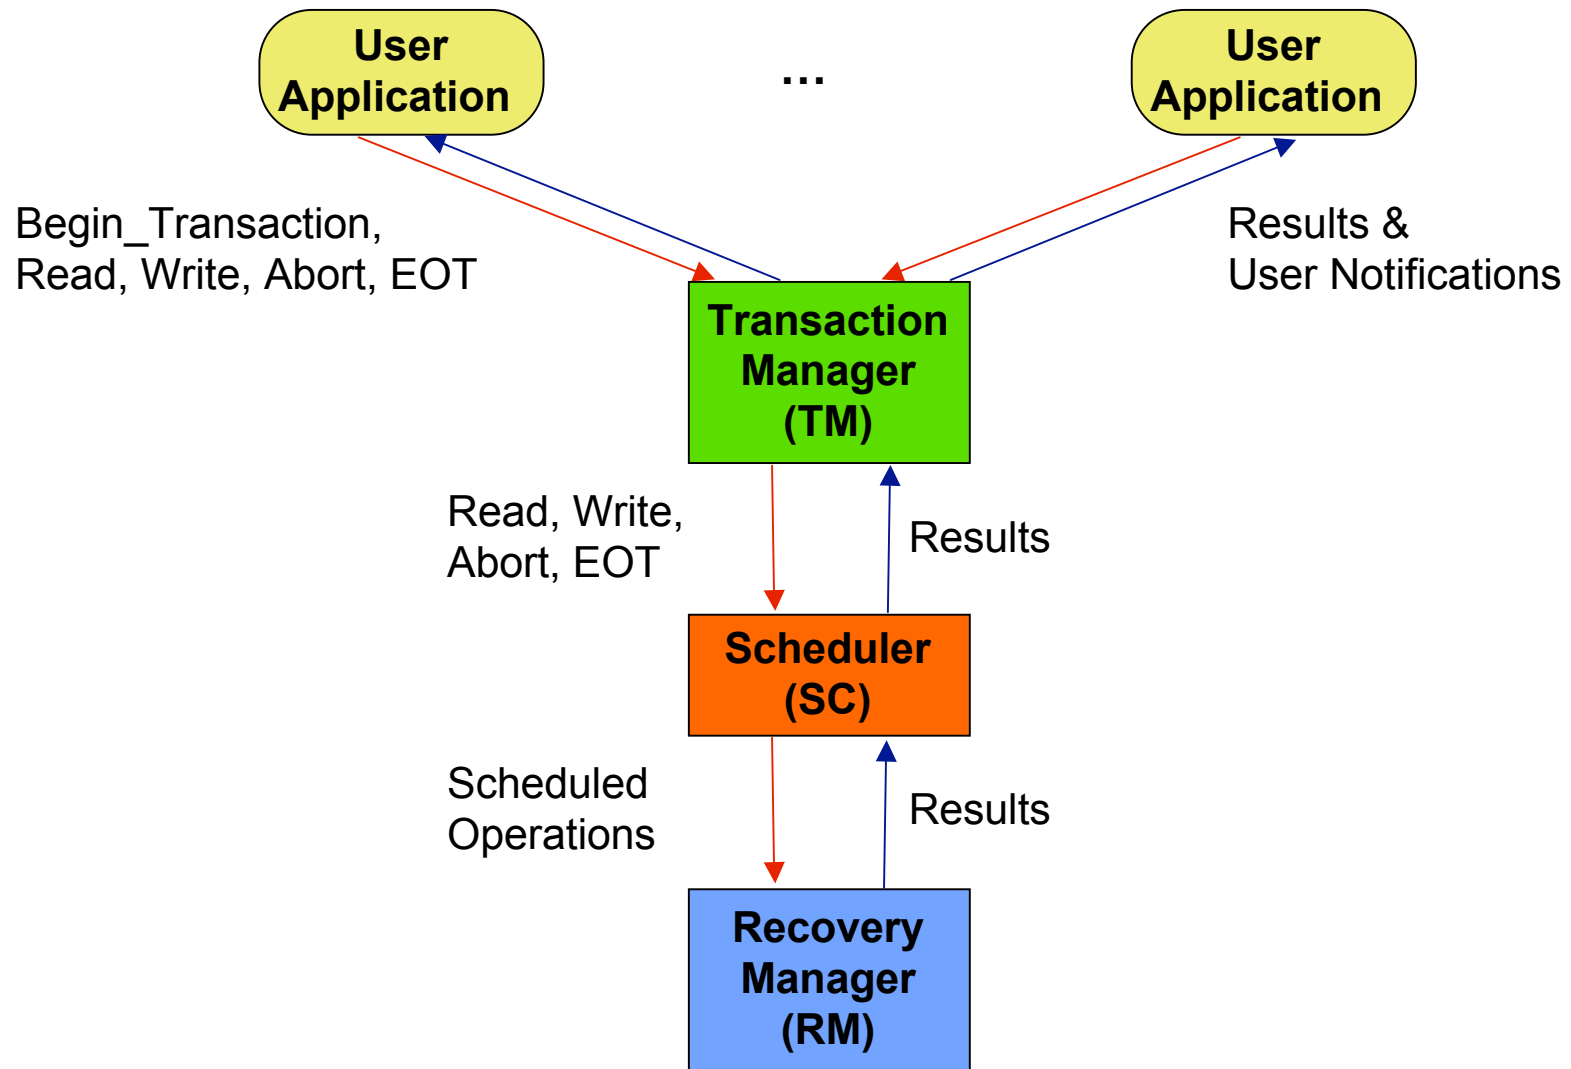 User
Application
...
User
Application
Begin_Transaction,
Read, Write, Abort, EOT
Results &
User Notifications
Transaction
Manager
(TM)
Read, Write,
Abort, EOT
Results
Scheduler
(SC)
Scheduled
Operations
Results
Recovery
Manager
(RM)